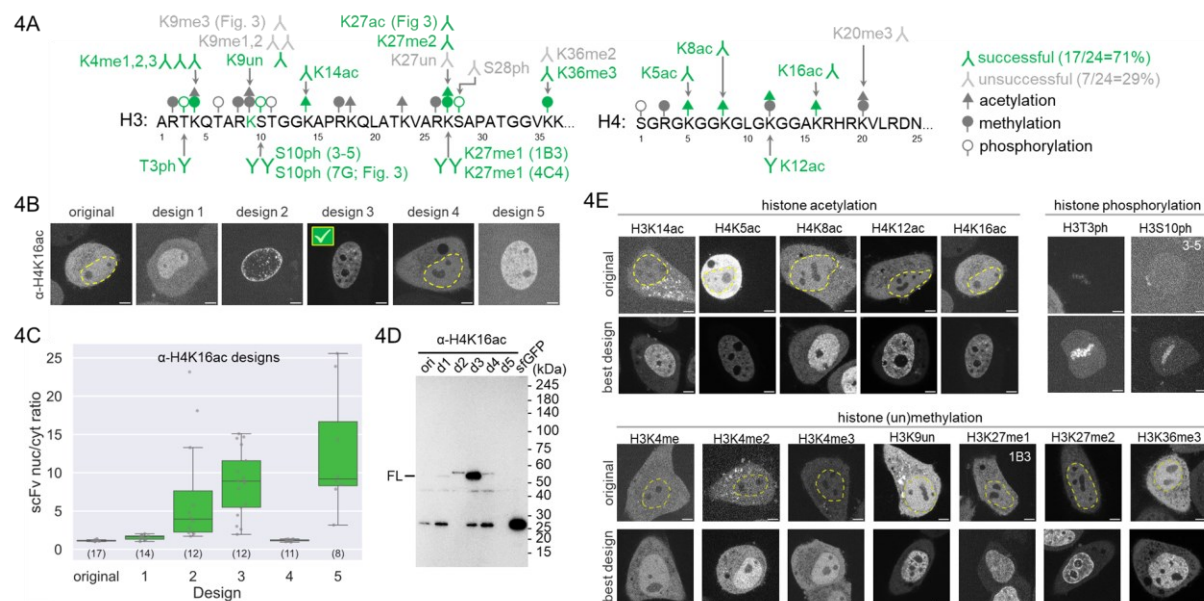 4A
K9me3 (Fig. 3)
K9me1,2
K4me1,2,3
K9un
K14ac
K27ac (Fig 3)
K27me2
K27un
S28ph
K36me2
K36me3
H3:
ARTKQTARKSTGGKAPRKQLATKVARKSAPATGGVKK...
1 5 10 15 20 25 30 35
T3ph
S10ph (3-5)
S10ph (7G; Fig. 3)
K27me1 (1B3)
K27me1 (4C4)
K5ac
K8ac
K16ac
K20me3
H4:
SGRGKGGKGLGKGGAKRHRKVLRDN...
1 5 10 15 20 25
K12ac
successful (17/24=71%)
unsuccessful (7/24=29%)
acetylation
methylation
phosphorylation
4B
original design 1 design 2 design 3 design 4 design 5
α-H4K16ac
4C
α-H4K16ac designs
scFv nuc/cyt ratio
25
20
15
10
5
0
(17) (14) (12) (12) (11) (8)
original 1 2 3 4 5
Design
4D
α-H4K16ac
ori d1 d2 d3 d4 d5 sfGFP
(kDa)
245
180
140
100
75
60
50
35
25
20
15
FL
4E
histone acetylation
H3K14ac H4K5ac H4K8ac H4K12ac H4K16ac
original
best design
histone phosphorylation
H3T3ph H3S10ph
3-5
histone (un)methylation
H3K4me H3K4me2 H3K4me3 H3K9un H3K27me1 H3K27me2 H3K36me3
1B3
original
best design